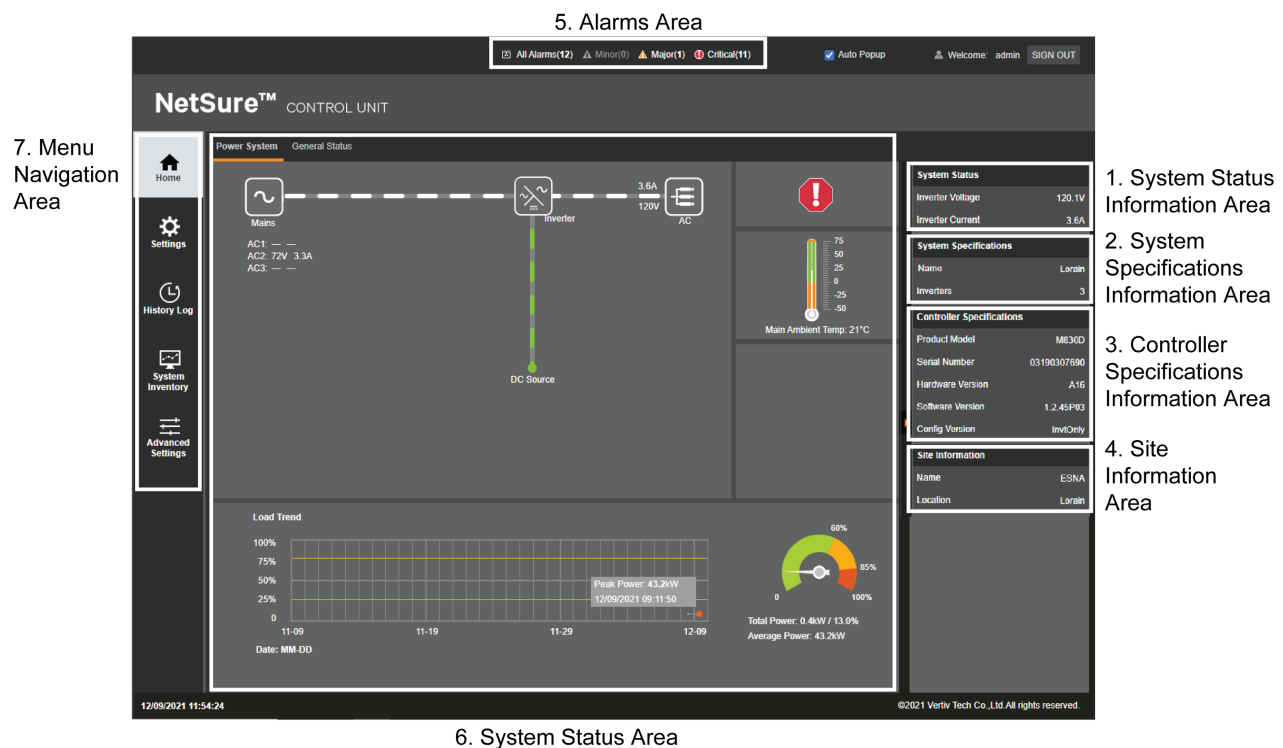 5. Alarms Area
All Alarms(12) Minor(0) Major(1) Critical(11) Auto Popup Welcome: admin SIGN OUT
NetSure™ CONTROL UNIT
7. Menu
Navigation
Area
Home
Settings
History Log
System
Inventory
Advanced
Settings
Power System General Status
Mains
AC1: — —
AC2: 72V 3.3A
AC3: — —
Inverter
3.6A
120V
AC
DC Source
75
50
25
0
-25
-50
Main Ambient Temp: 21°C
System Status
Inverter Voltage 120.1V
Inverter Current 3.6A
System Specifications
Name Lorain
Inverters 3
Controller Specifications
Product Model M830D
Serial Number 03190307690
Hardware Version A16
Software Version 1.2.45P03
Config Version InvtOnly
Site Information
Name ESNA
Location Lorain
1. System Status
Information Area
2. System
Specifications
Information Area
3. Controller
Specifications
Information Area
4. Site
Information
Area
Load Trend
100%
75%
50%
25%
0
11-09 11-19 11-29 12-09
Date: MM-DD
Peak Power: 43.2kW
12/09/2021 09:11:50
60%
85%
0 100%
Total Power: 0.4kW / 13.0%
Average Power: 43.2kW
12/09/2021 11:54:24
©2021 Vertiv Tech Co.,Ltd.All rights reserved.
6. System Status Area